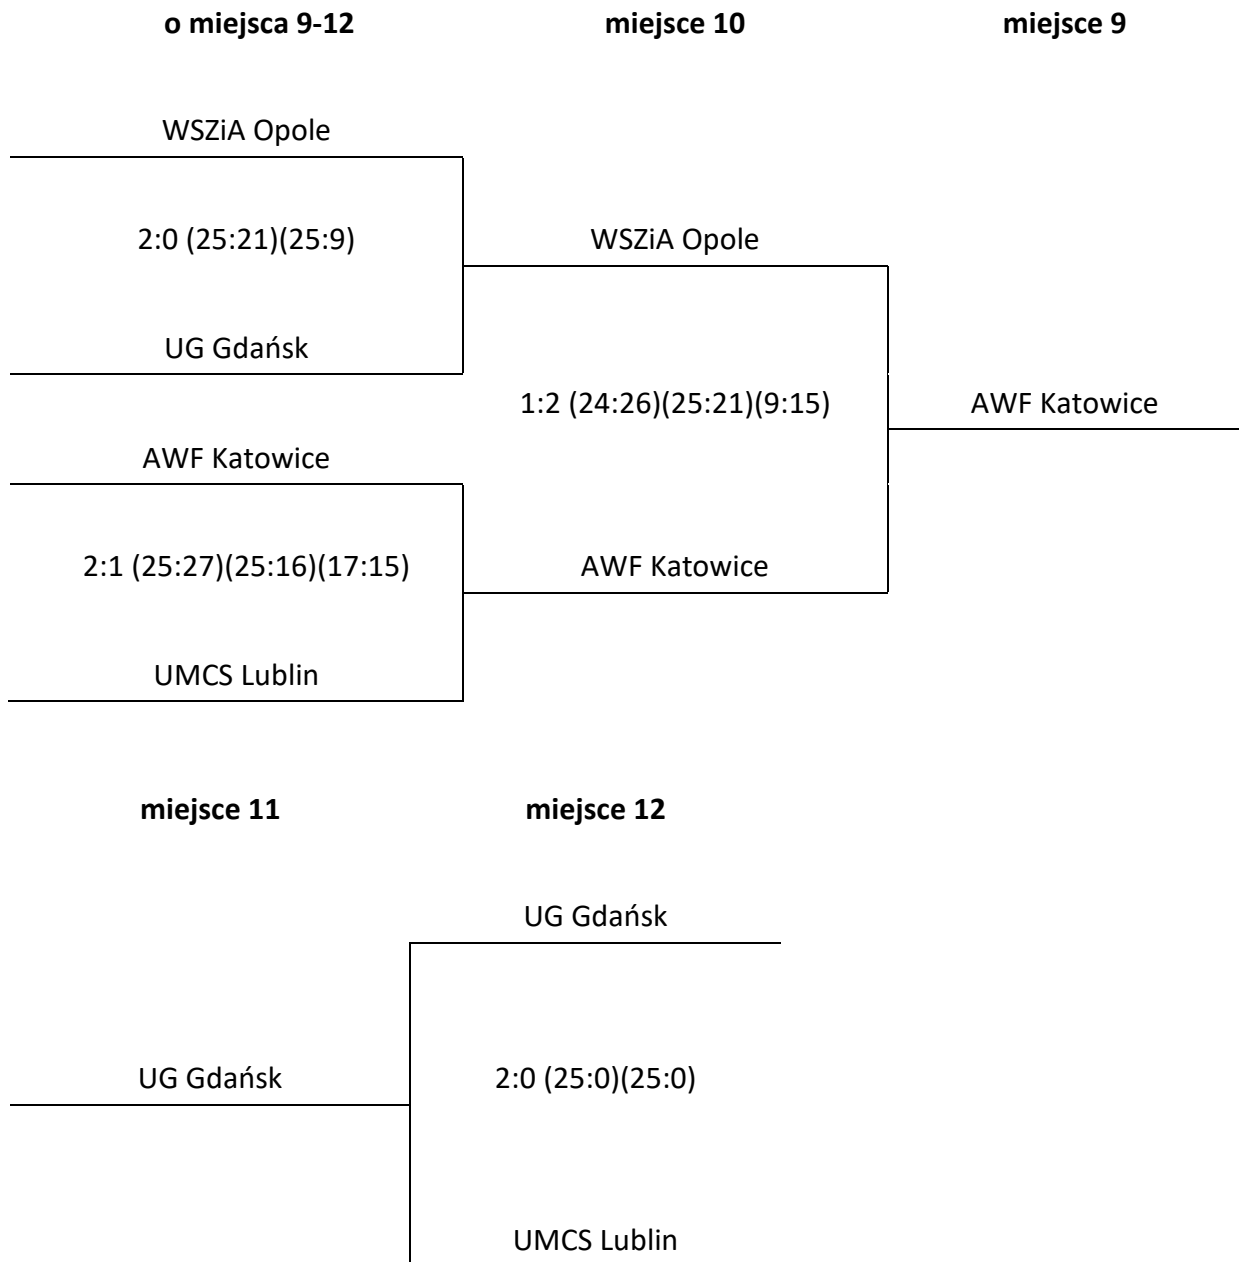 o miejsca 9-12 miejsce 10 miejsce 9
WSZiA Opole
2:0 (25:21)(25:9) WSZiA Opole
UG Gdańsk
1:2 (24:26)(25:21)(9:15) AWF Katowice
AWF Katowice
2:1 (25:27)(25:16)(17:15) AWF Katowice
UMCS Lublin
miejsce 11 miejsce 12
UG Gdańsk
UG Gdańsk 2:0 (25:0)(25:0)
UMCS Lublin